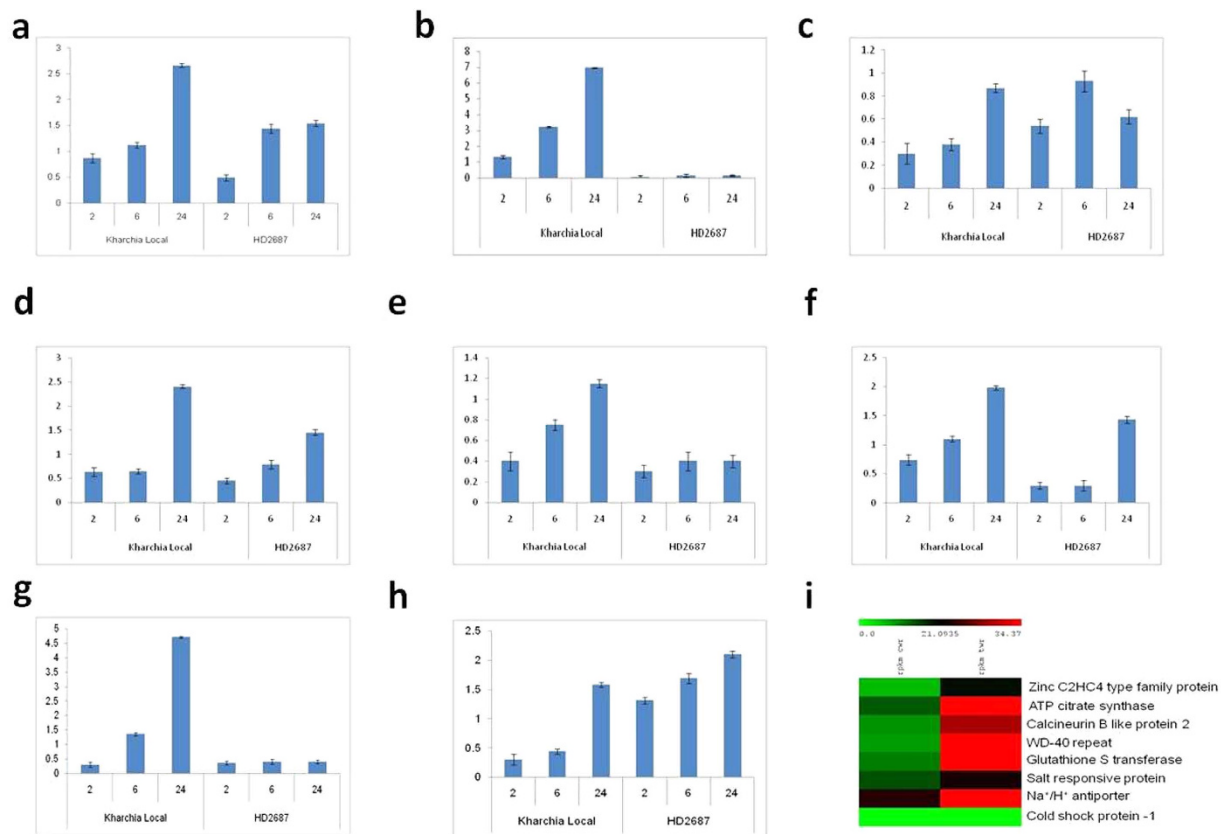 a
3
2.5
2
1.5
1
0.5
0
2 6 24 2 6 24
Kharchia Local HD2687
b
8
7
6
5
4
3
2
1
0
2 6 24 2 6 24
Kharchia Local HD2687
c
1.2
1
0.8
0.6
0.4
0.2
0
2 6 24 2 6 24
Kharchia Local HD2687
d
3
2.5
2
1.5
1
0.5
0
2 6 24 2 6 24
Kharchia Local HD2687
e
1.4
1.2
1
0.8
0.6
0.4
0.2
0
2 6 24 2 6 24
Kharchia Local HD2687
f
2.5
2
1.5
1
0.5
0
2 6 24 2 6 24
Kharchia Local HD2687
g
5
4.5
4
3.5
3
2.5
2
1.5
1
0.5
0
2 6 24 2 6 24
Kharchia Local HD2687
h
2.5
2
1.5
1
0.5
0
2 6 24 2 6 24
Kharchia Local HD2687
i
0.0 21.0935 34.37
rpkm cwr
rpkm twr
Zinc C2HC4 type family protein
ATP citrate synthase
Calcineurin B like protein 2
WD-40 repeat
Glutathione S transferase
Salt responsive protein
Na⁺/H⁺ antiporter
Cold shock protein -1